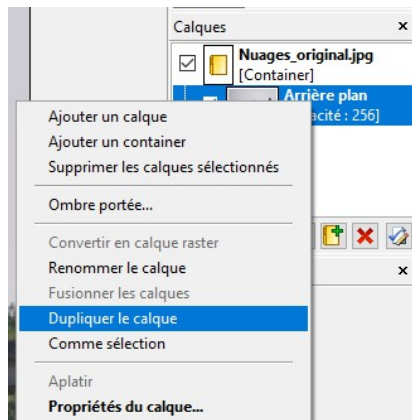 Calques
Nuages_original.jpg
[Container]
Arrière plan
acité : 256]
Ajouter un calque
Ajouter un container
Supprimer les calques sélectionnés
Ombre portée...
Convertir en calque raster
Renommer le calque
Fusionner les calques
Dupliquer le calque
Comme sélection
Aplatir
Propriétés du calque...